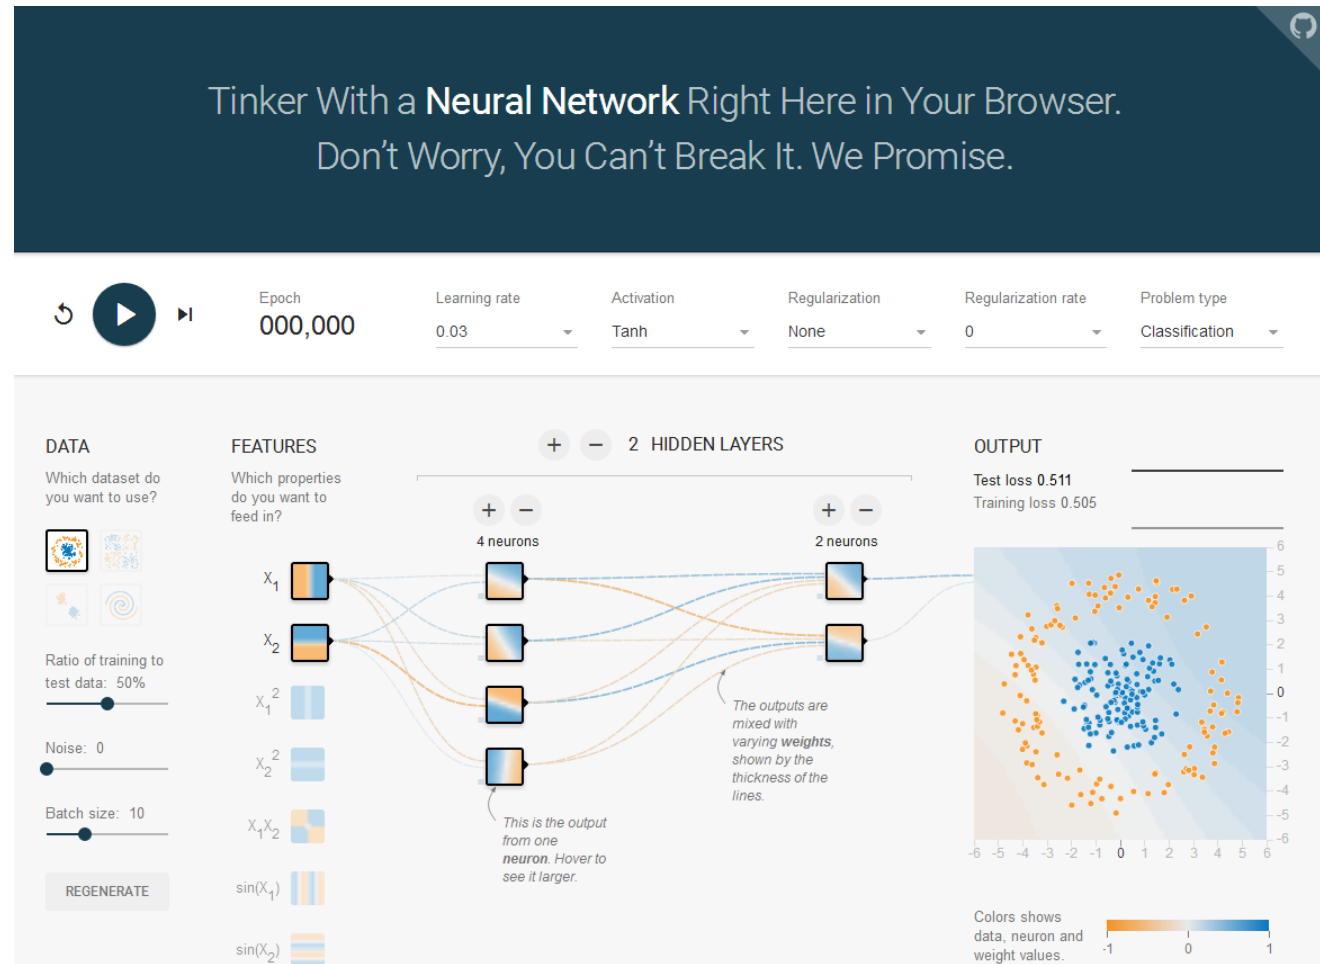 Tinker With a Neural Network Right Here in Your Browser.
Don't Worry, You Can't Break It. We Promise.
Epoch
000,000
Learning rate
0.03
Activation
Tanh
Regularization
None
Regularization rate
0
Problem type
Classification
DATA
Which dataset do
you want to use?
Ratio of training to
test data: 50%
Noise: 0
Batch size: 10
REGENERATE
FEATURES
Which properties
do you want to
feed in?
X1
X2
X1^2
X2^2
X1X2
sin(X1)
sin(X2)
+ − 2 HIDDEN LAYERS
+ −
4 neurons
+ −
2 neurons
This is the output
from one
neuron. Hover to
see it larger.
The outputs are
mixed with
varying weights,
shown by the
thickness of the
lines.
OUTPUT
Test loss 0.511
Training loss 0.505
6
5
4
3
2
1
0
-1
-2
-3
-4
-5
-6
-6 -5 -4 -3 -2 -1 0 1 2 3 4 5 6
Colors shows
data, neuron and
weight values.
-1 0 1